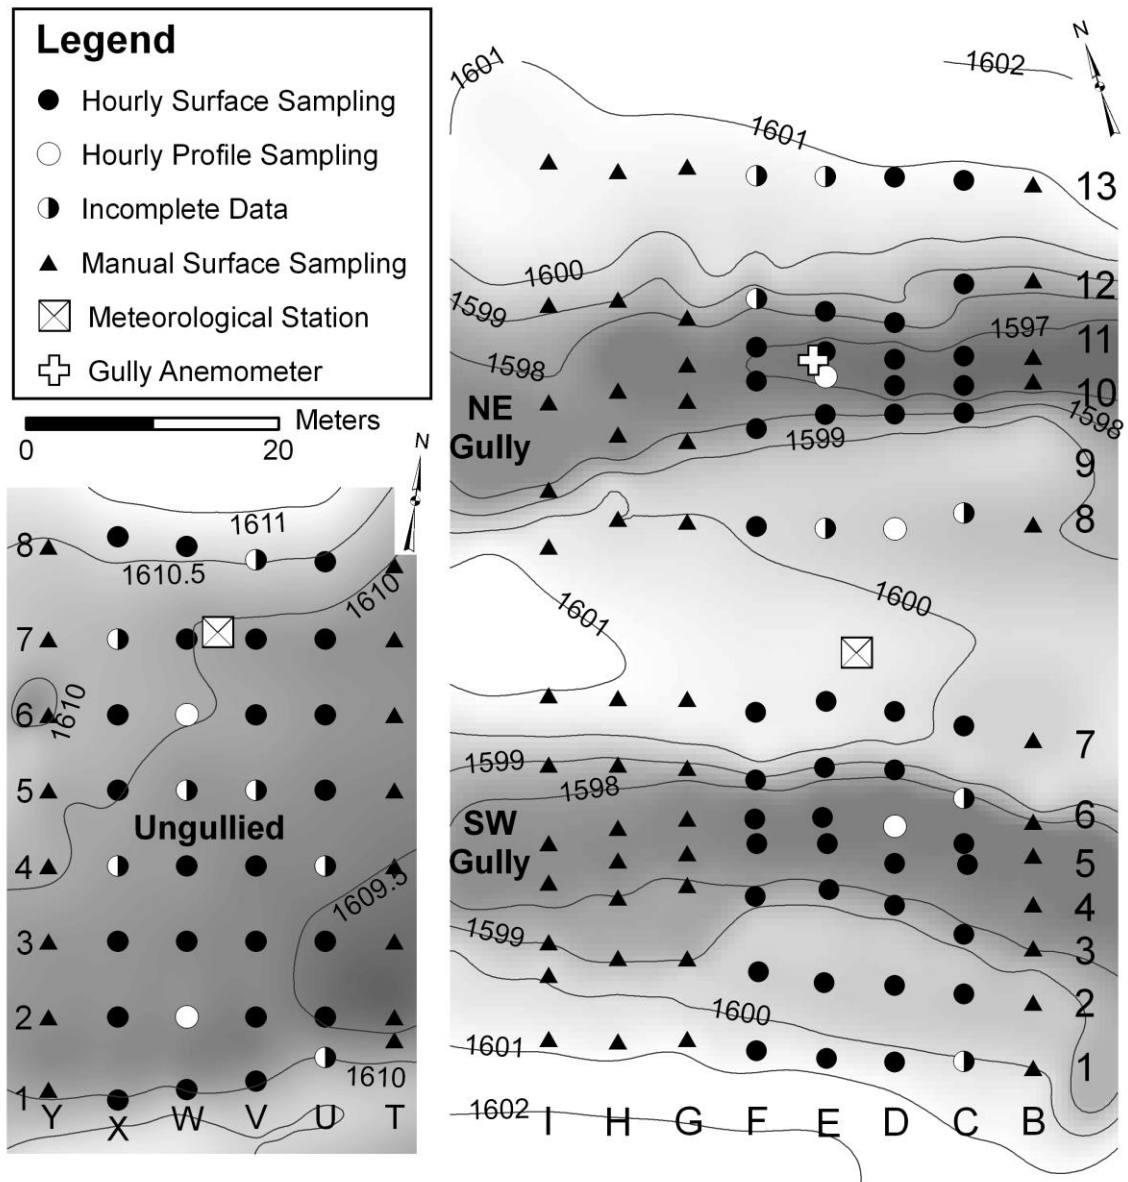 Legend
Hourly Surface Sampling
Hourly Profile Sampling
Incomplete Data
Manual Surface Sampling
Meteorological Station
Gully Anemometer
Meters
0 20
N
1611
8
1610.5
1610
7
6
1610
5
Ungullied
4
1609.5
3
2
1610
1
Y X W V U T
N
1601
1602
1601
13
1600
12
1599
1597
11
1598
10
NE
Gully
1598
1599
9
8
1600
1601
7
1599
1598
6
SW
Gully
5
4
1599
3
2
1600
1601
1
1602
I H G F E D C B